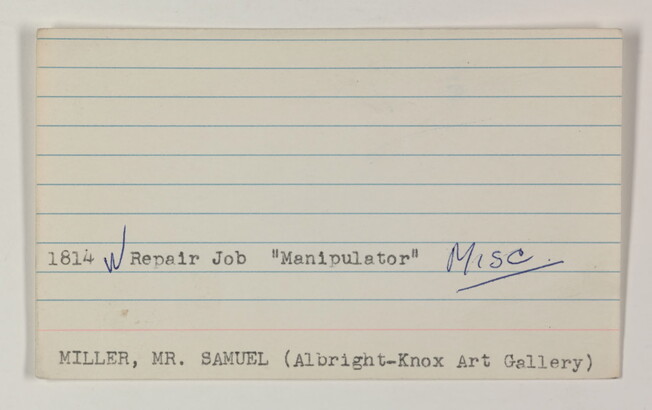 1814 W Repair Job "Manipulator" Misc.
MILLER, MR. SAMUEL (Albright-Knox Art Gallery)